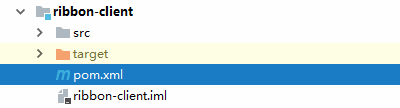 ribbon-client
src
target
pom.xml
ribbon-client.iml